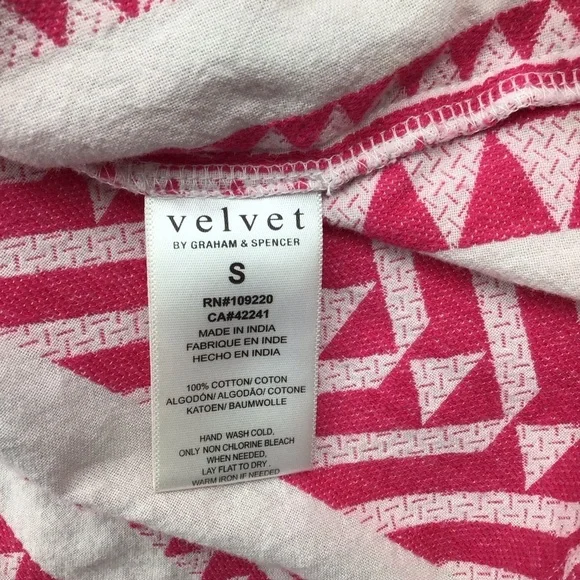 velvet
BY GRAHAM & SPENCER
S
RN#109220
CA#42241
MADE IN INDIA
FABRIQUE EN INDE
HECHO EN INDIA
100% COTTON/ COTON
ALGODÓN/ ALGODÃO/ COTONE
KATOEN/ BAUMWOLLE
HAND WASH COLD,
ONLY NON CHLORINE BLEACH
WHEN NEEDED,
LAY FLAT TO DRY,
WARM IRON IF NEEDED